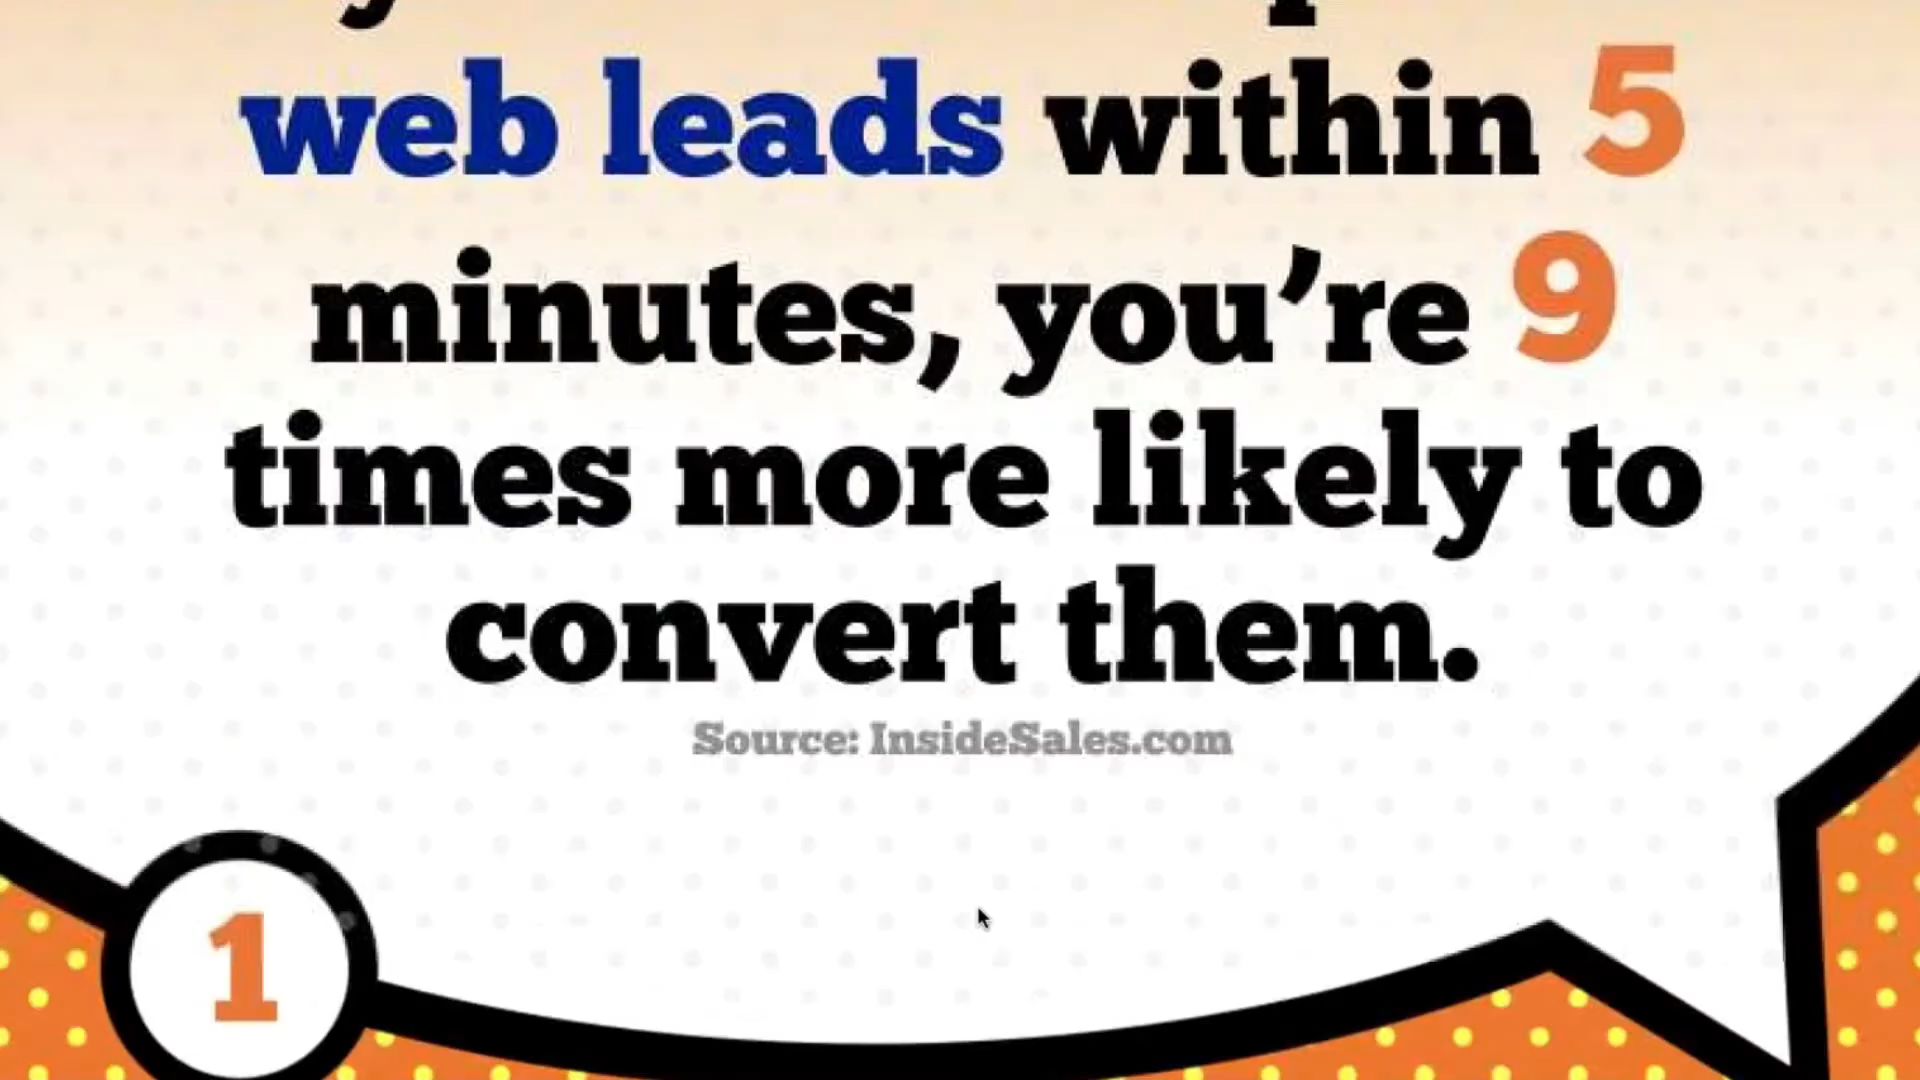 web leads within 5
minutes, you’re 9
times more likely to
convert them.
Source: InsideSales.com
1